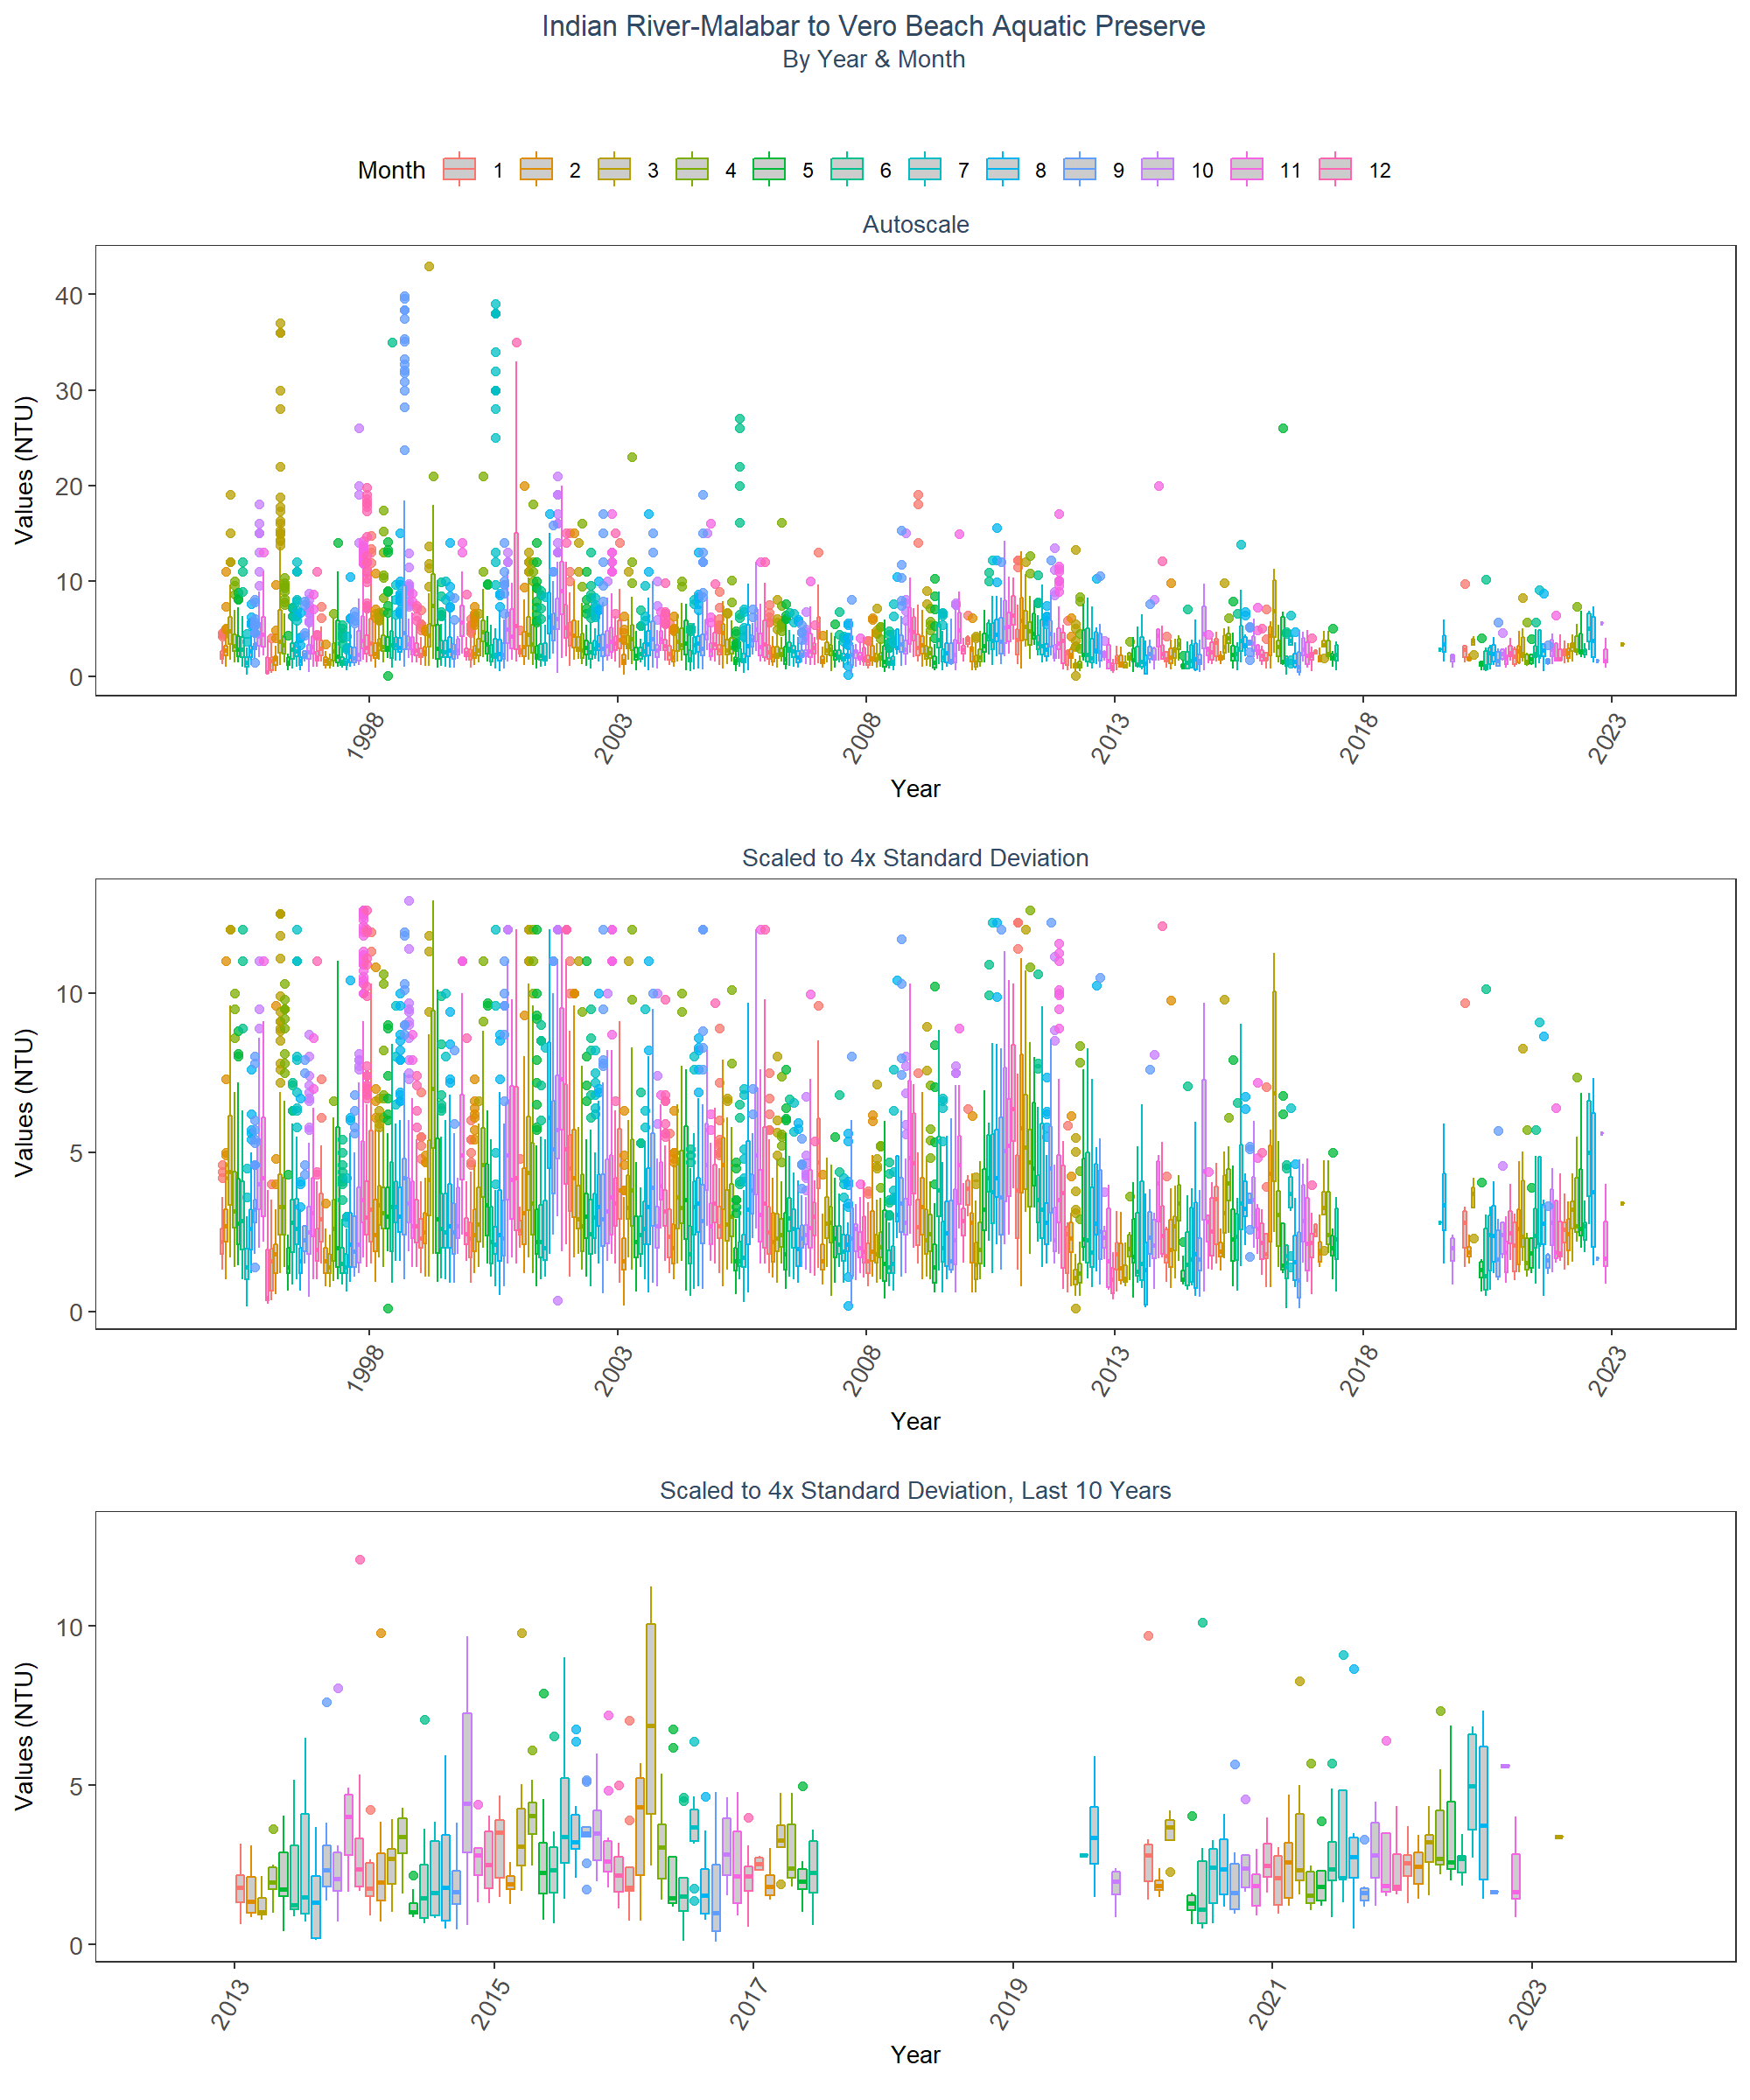 Indian River-Malabar to Vero Beach Aquatic Preserve
By Year & Month
Month 1 2 3 4 5 6 7 8 9 10 11 12
Autoscale
Values (NTU)
40
30
20
10
0
1998 2003 2008 2013 2018 2023
Year
Scaled to 4x Standard Deviation
Values (NTU)
10
5
0
1998 2003 2008 2013 2018 2023
Year
Scaled to 4x Standard Deviation, Last 10 Years
Values (NTU)
10
5
0
2013 2015 2017 2019 2021 2023
Year